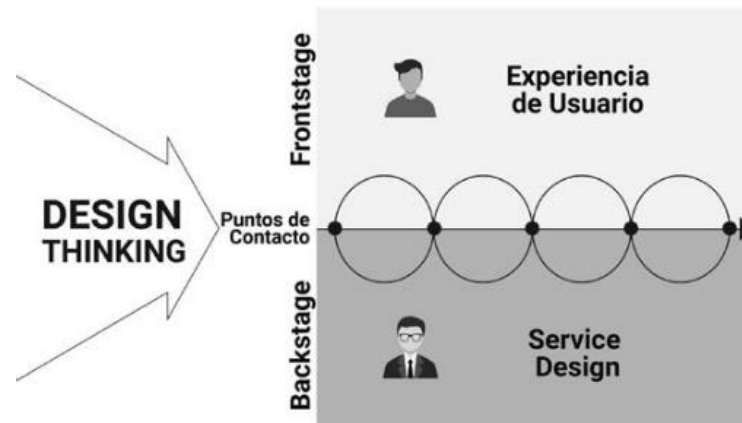 DESIGN
THINKING
Puntos de
Contacto
Frontstage
Experiencia
de Usuario
Backstage
Service
Design